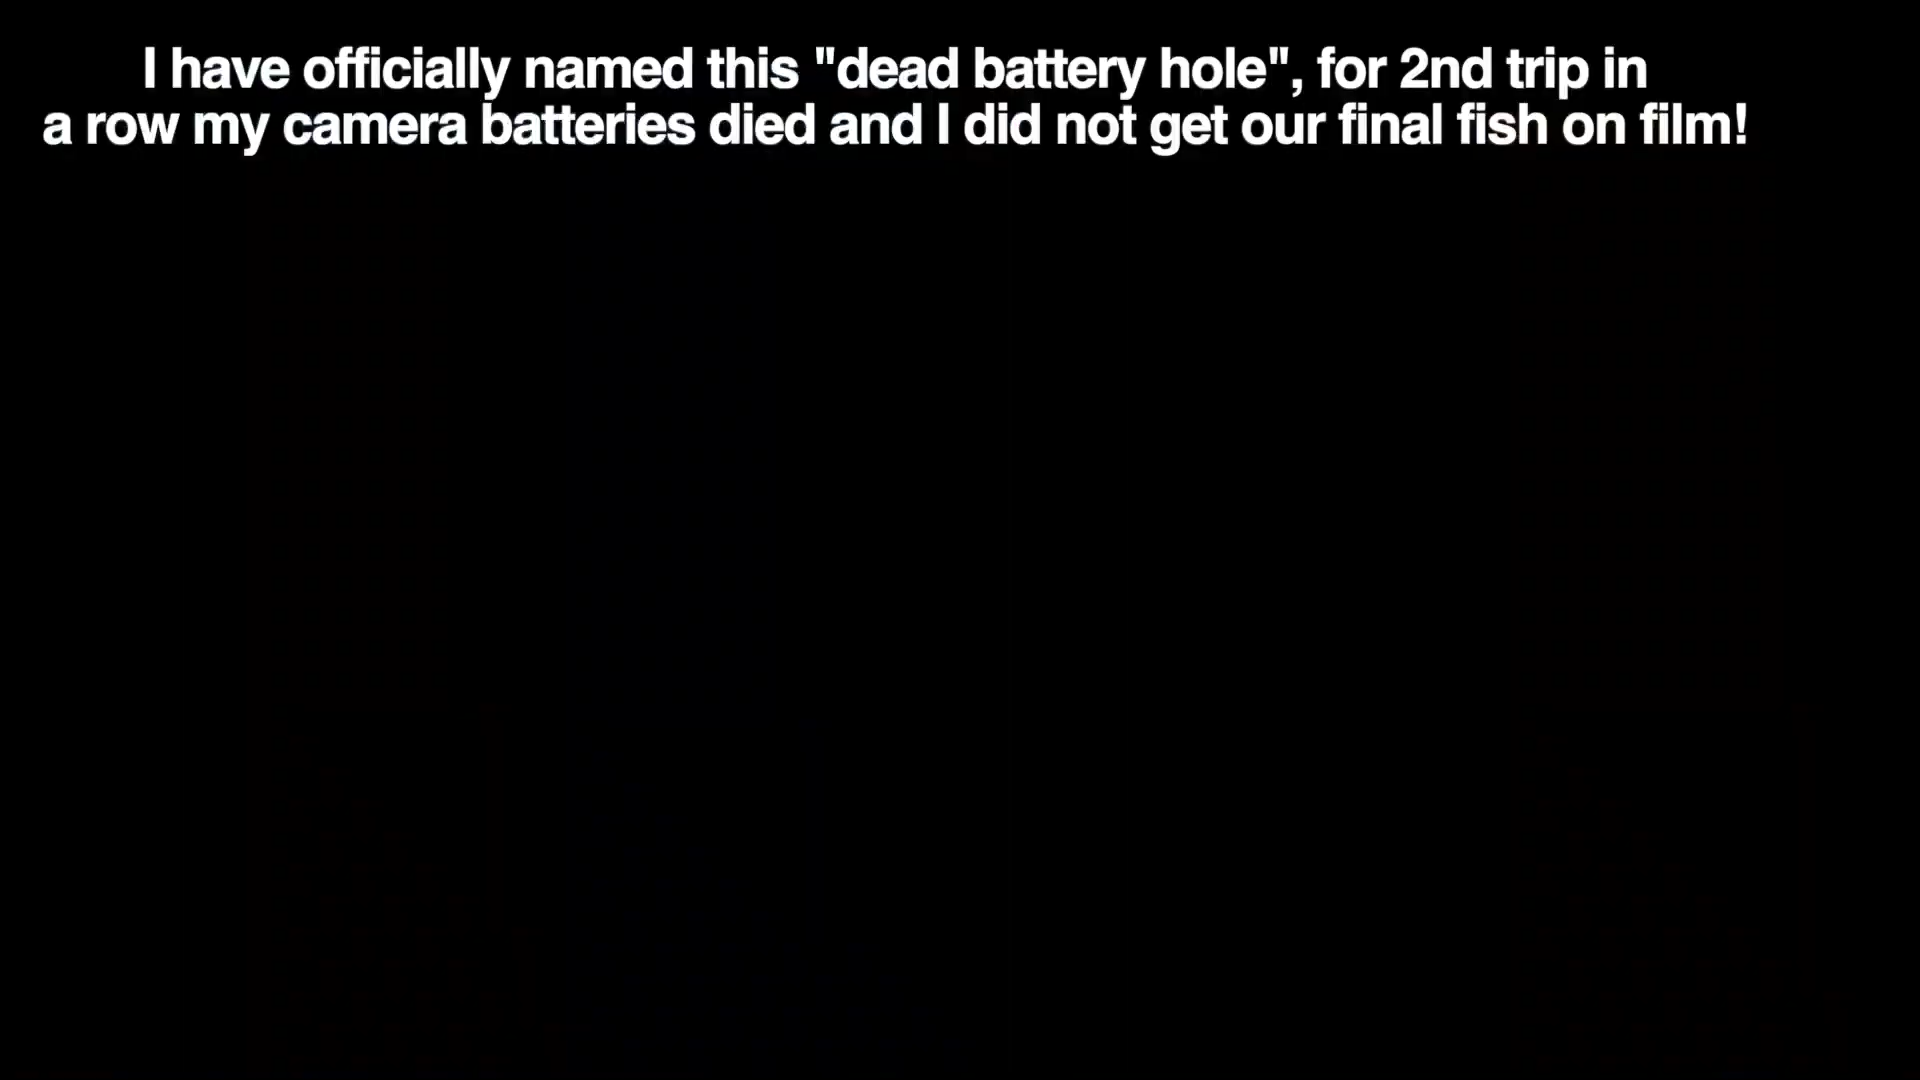 I have officially named this "dead battery hole", for 2nd trip in
a row my camera batteries died and I did not get our final fish on film!